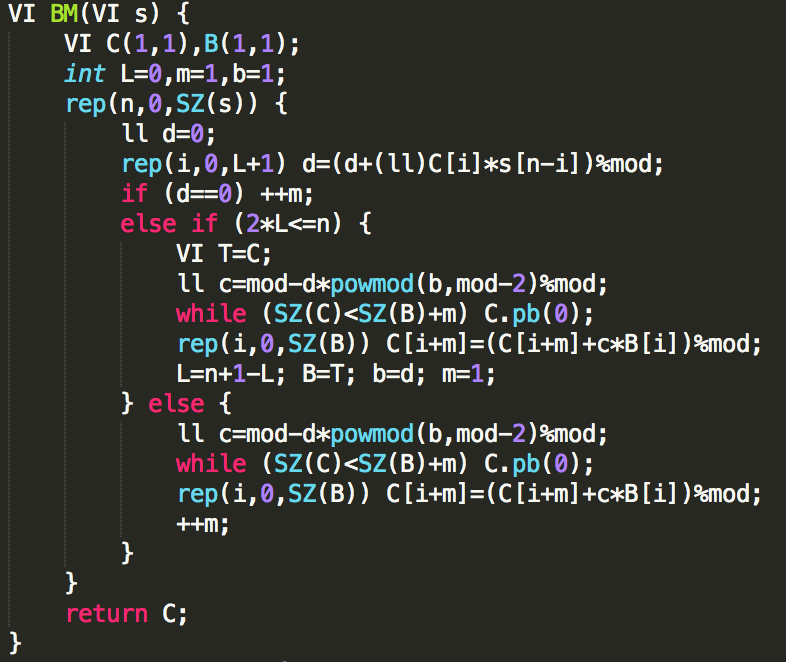 VI BM(VI s) {
    VI C(1,1),B(1,1);
    int L=0,m=1,b=1;
    rep(n,0,SZ(s)) {
        ll d=0;
        rep(i,0,L+1) d=(d+(ll)C[i]*s[n-i])%mod;
        if (d==0) ++m;
        else if (2*L<=n) {
            VI T=C;
            ll c=mod-d*powmod(b,mod-2)%mod;
            while (SZ(C)<SZ(B)+m) C.pb(0);
            rep(i,0,SZ(B)) C[i+m]=(C[i+m]+c*B[i])%mod;
            L=n+1-L; B=T; b=d; m=1;
        } else {
            ll c=mod-d*powmod(b,mod-2)%mod;
            while (SZ(C)<SZ(B)+m) C.pb(0);
            rep(i,0,SZ(B)) C[i+m]=(C[i+m]+c*B[i])%mod;
            ++m;
        }
    }
    return C;
}